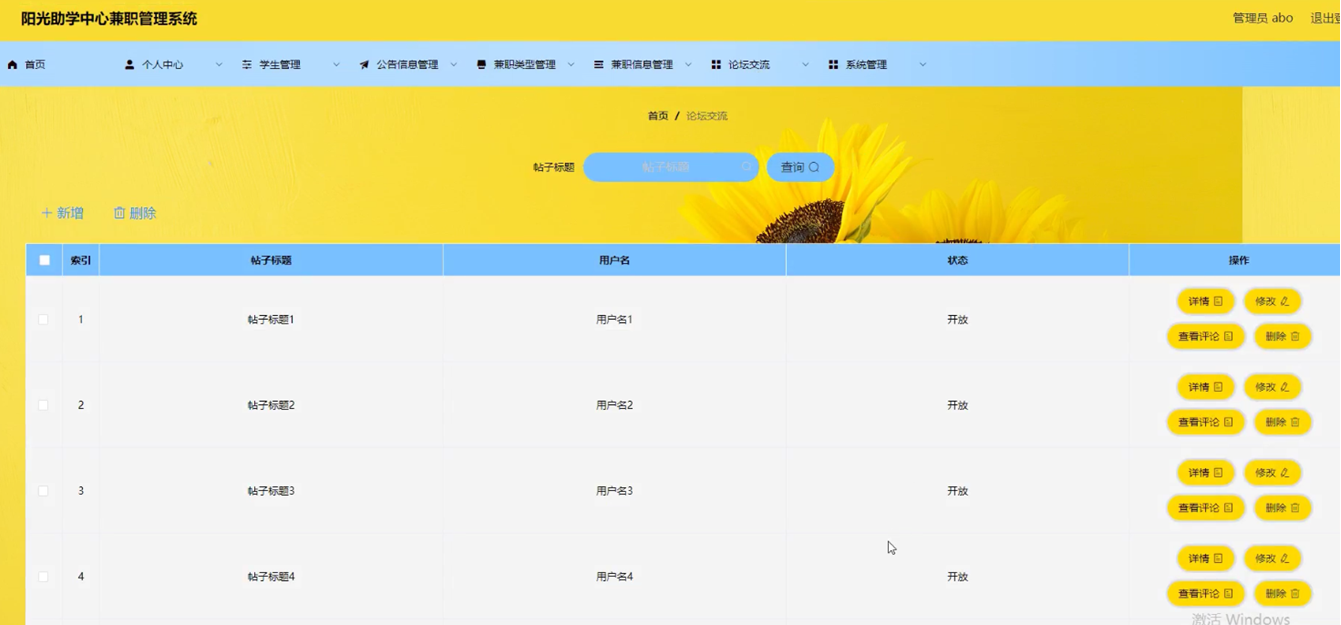 阳光助学中心兼职管理系统 管理员 abo 退出登
首页 个人中心 学生管理 公告信息管理 兼职类型管理 兼职信息管理 论坛交流 系统管理
首页 / 论坛交流
帖子标题 帖子标题 查询
新增 删除
索引 帖子标题 用户名 状态 操作
详情 修改
1 帖子标题1 用户名1 开放
查看评论 删除
详情 修改
2 帖子标题2 用户名2 开放
查看评论 删除
详情 修改
3 帖子标题3 用户名3 开放
查看评论 删除
详情 修改
4 帖子标题4 用户名4 开放
查看评论 删除
激活 Windows